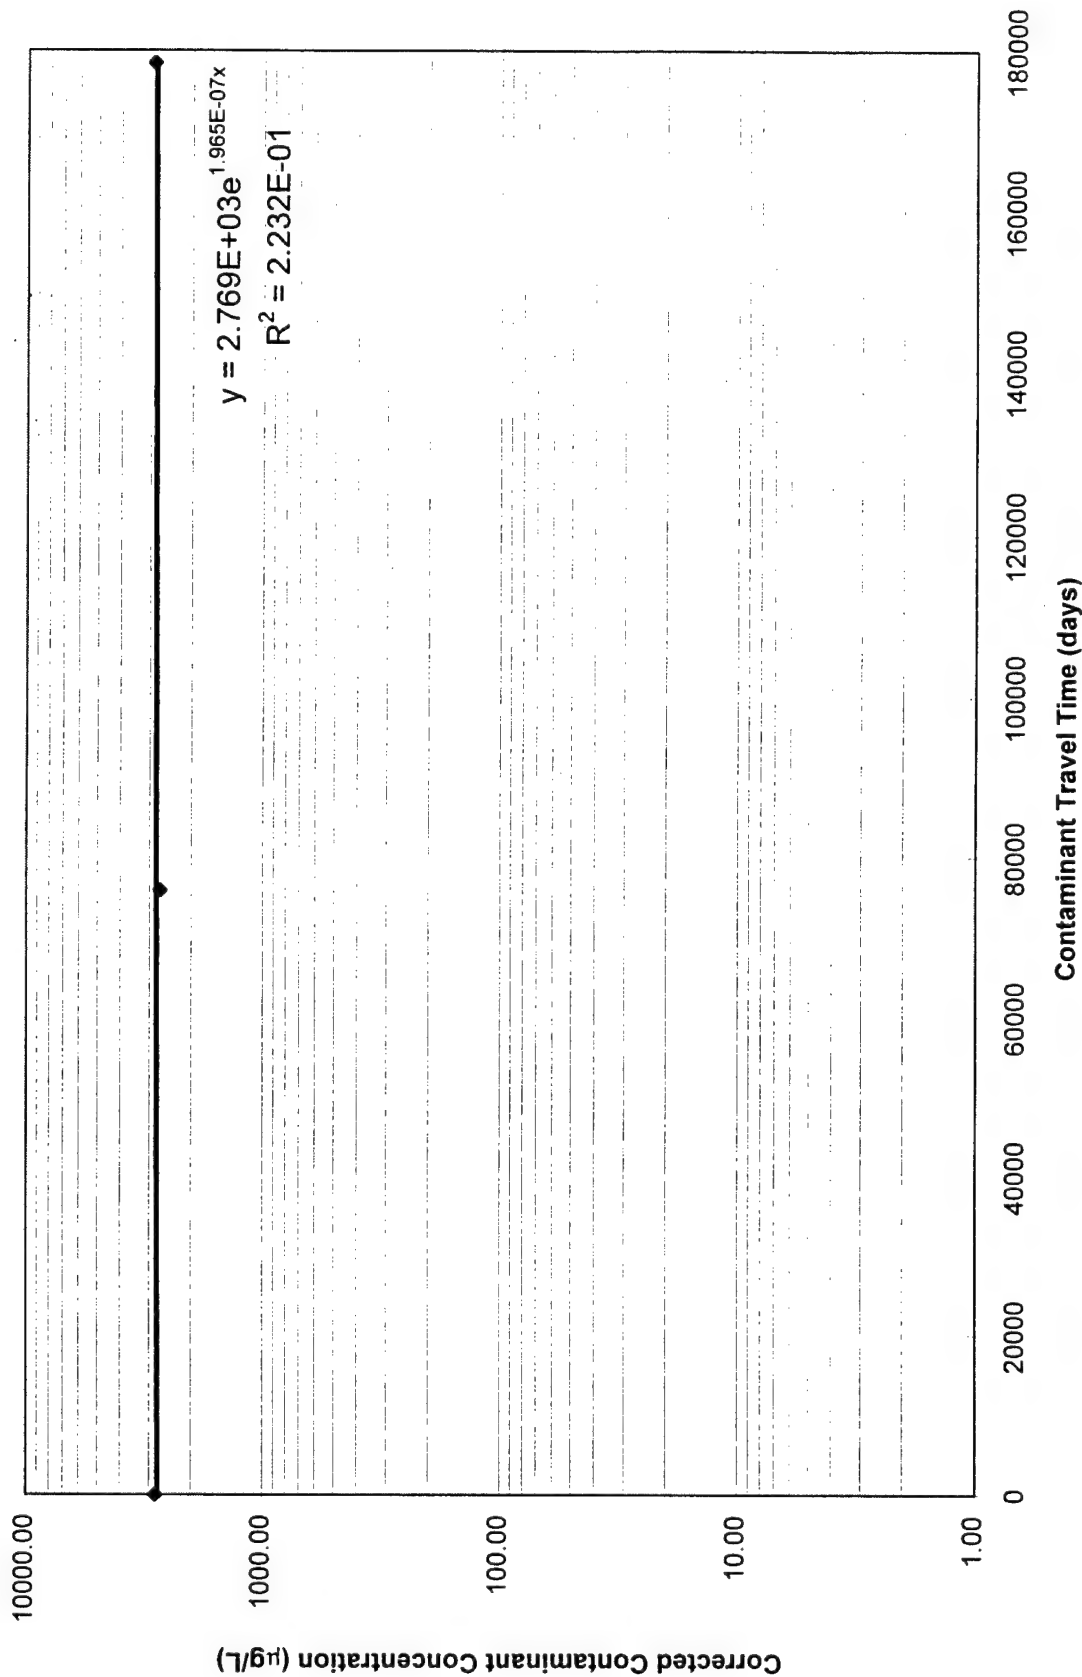 10000.00
1000.00
100.00
10.00
1.00
Corrected Contaminant Concentration (µg/L)
y = 2.769E+03e^1.965E-07x
R² = 2.232E-01
0 20000 40000 60000 80000 100000 120000 140000 160000 180000
Contaminant Travel Time (days)